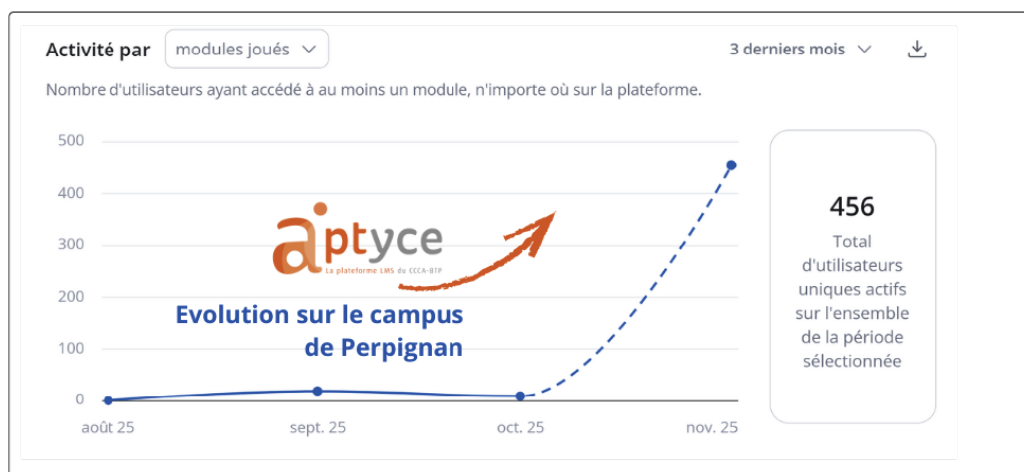 Activité par modules joués
3 derniers mois
Nombre d'utilisateurs ayant accédé à au moins un module, n'importe où sur la plateforme.
500
400
300
200
100
0
août 25
sept. 25
oct. 25
nov. 25
aptyce
La plateforme LMS du CCCA-BTP
Evolution sur le campus
de Perpignan
456
Total
d'utilisateurs
uniques actifs
sur l'ensemble
de la période
sélectionnée